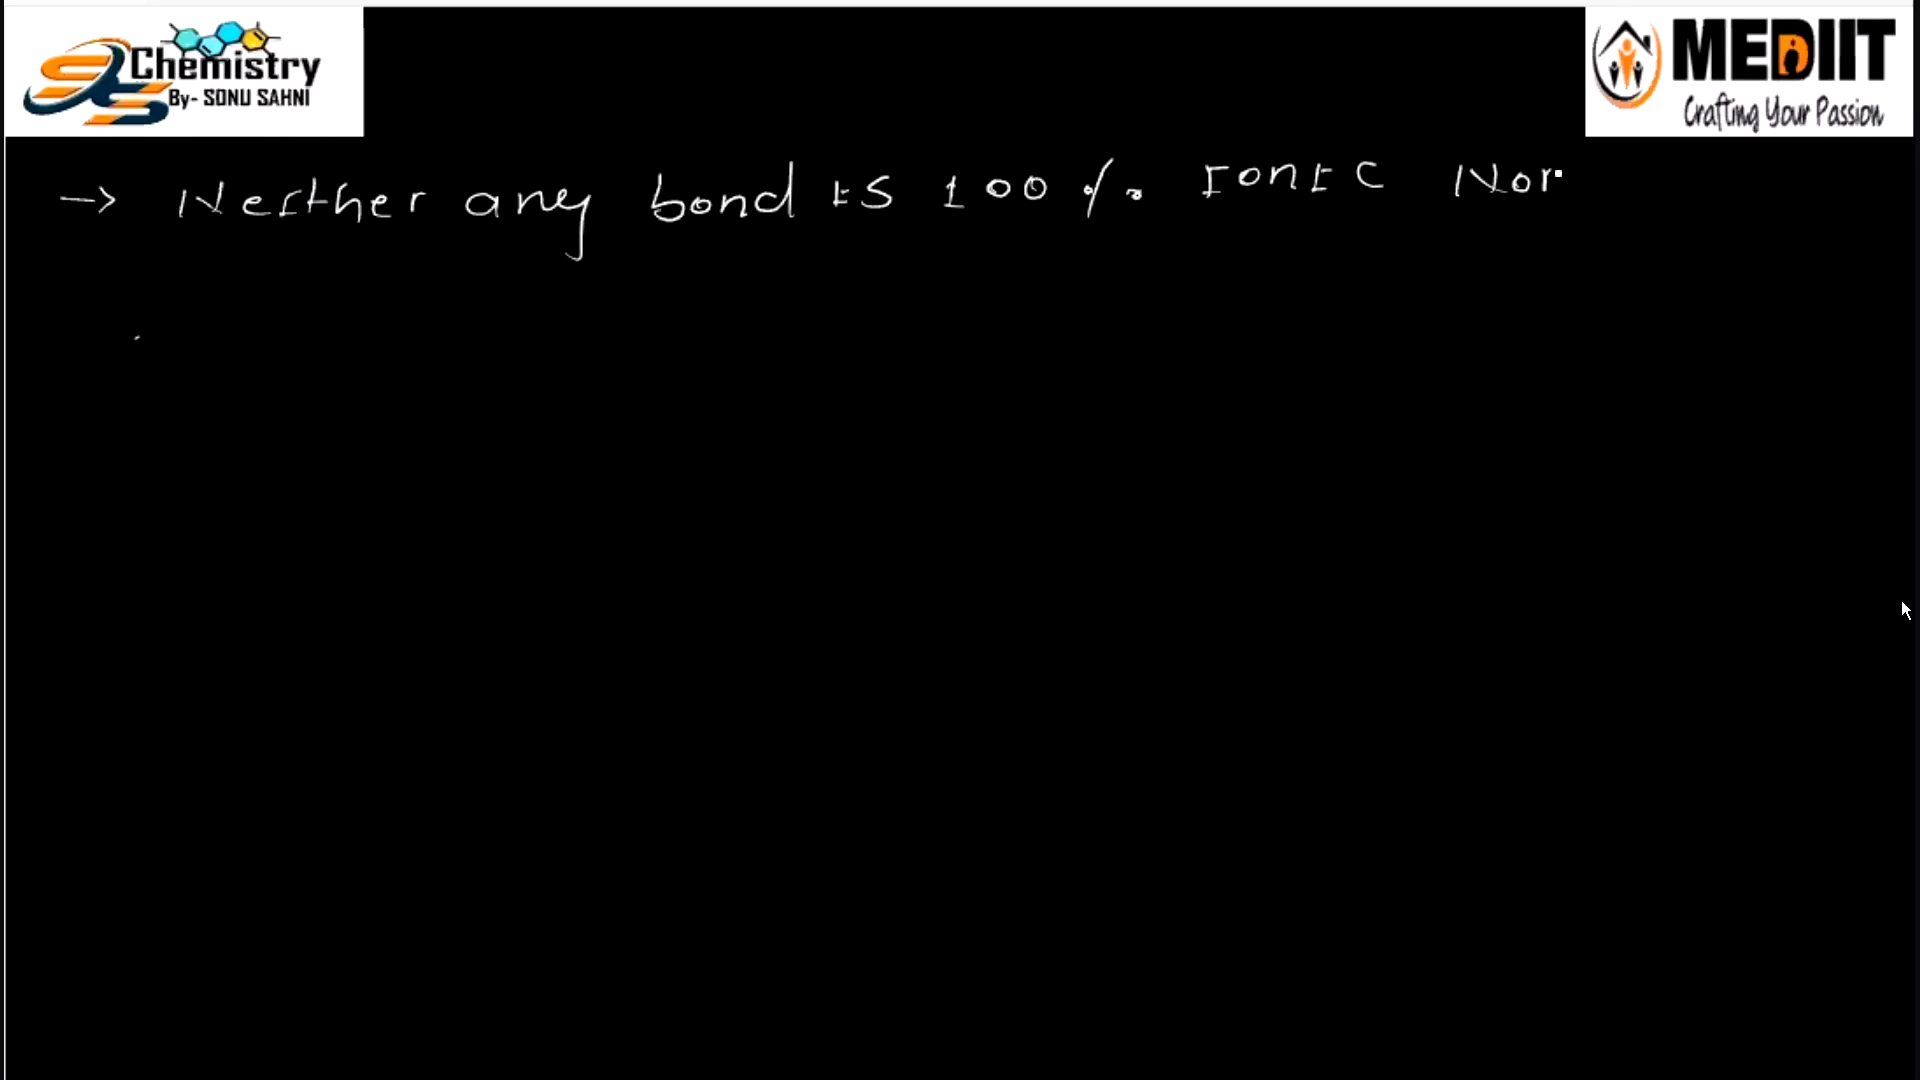 Chemistry
By- SONU SAHNI
MEDIIT
Crafting Your Passion
→ Neither any bond is 100 %. Ionic Nor